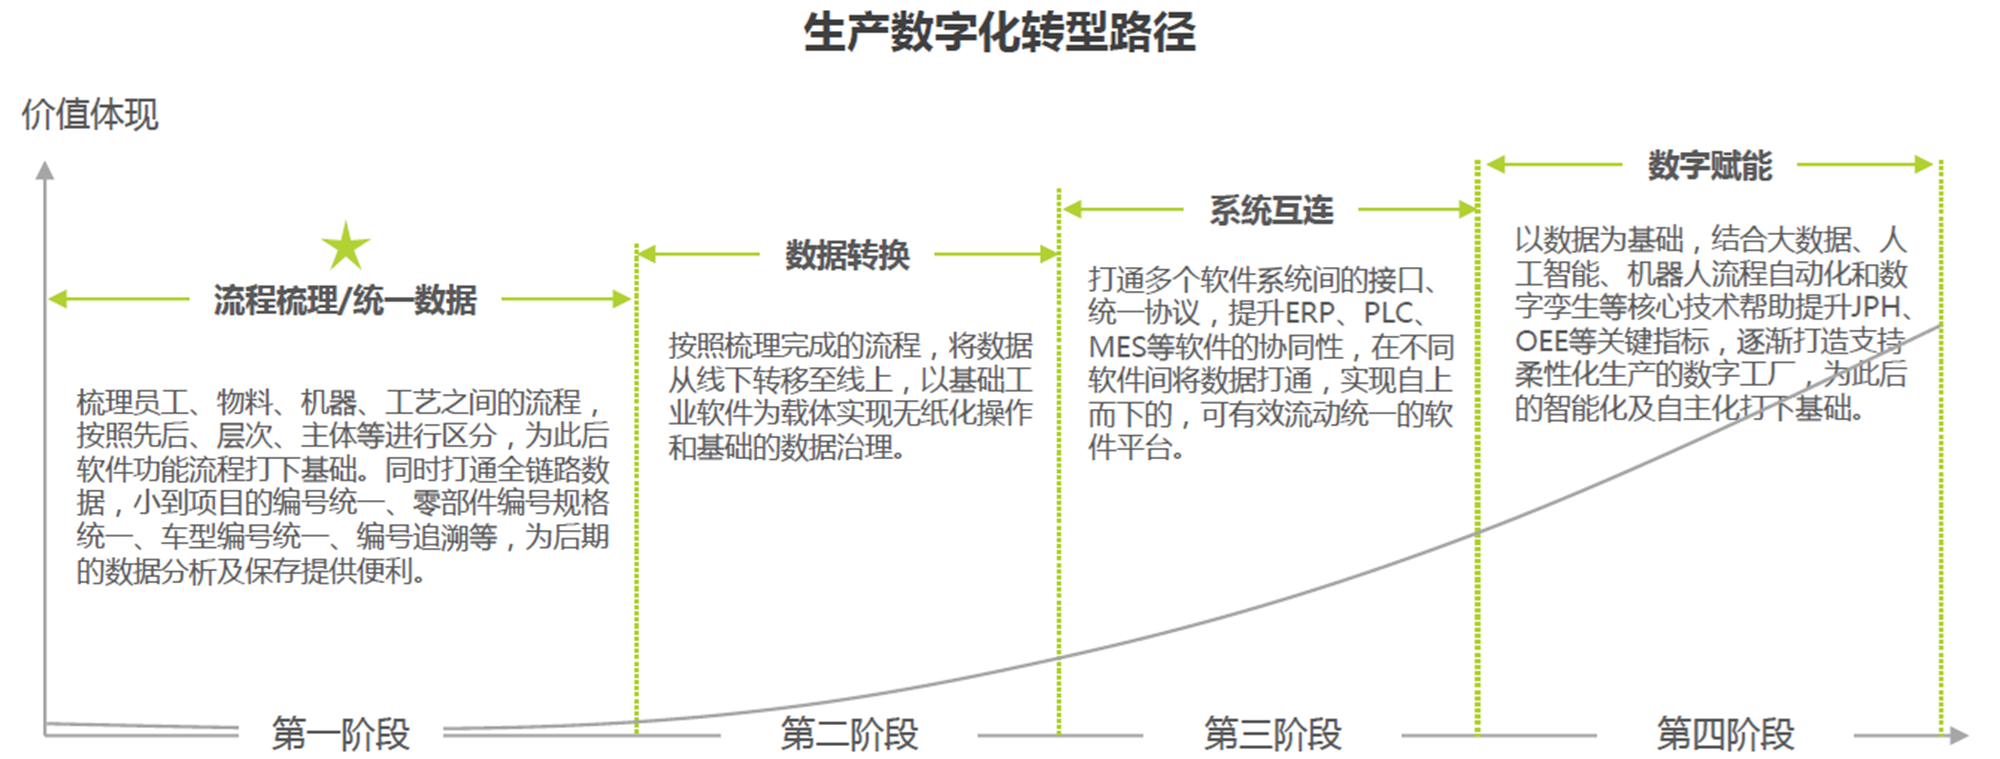 生产数字化转型路径
价值体现
流程梳理/统一数据
梳理员工、物料、机器、工艺之间的流程，
按照先后、层次、主体等进行区分，为此后
软件功能流程打下基础。同时打通全链路数
据，小到项目的编号统一、零部件编号规格
统一、车型编号统一、编号追溯等，为后期
的数据分析及保存提供便利。
数据转换
按照梳理完成的流程，将数据
从线下转移至线上，以基础工
业软件为载体实现无纸化操作
和基础的数据治理。
系统互连
打通多个软件系统间的接口、
统一协议，提升ERP、PLC、
MES等软件的协同性，在不同
软件间将数据打通，实现自上
而下的，可有效流动统一的软
件平台。
数字赋能
以数据为基础，结合大数据、人
工智能、机器人流程自动化和数
字孪生等核心技术帮助提升JPH、
OEE等关键指标，逐渐打造支持
柔性化生产的数字工厂，为此后
的智能化及自主化打下基础。
第一阶段
第二阶段
第三阶段
第四阶段